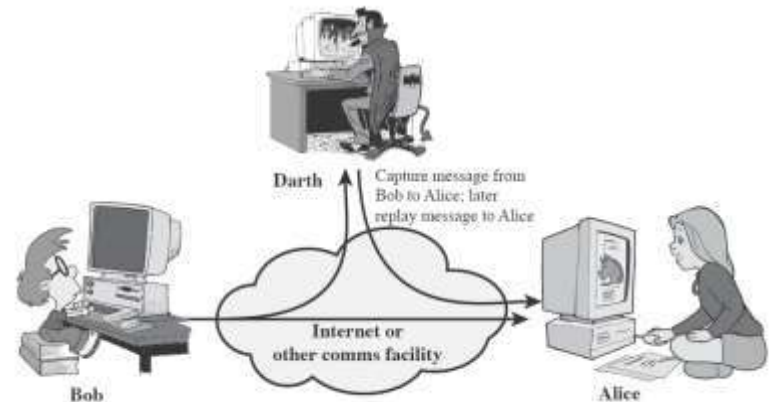 Darth
Capture message from
Bob to Alice; later
replay message to Alice
Internet or
other comms facility
Bob
Alice